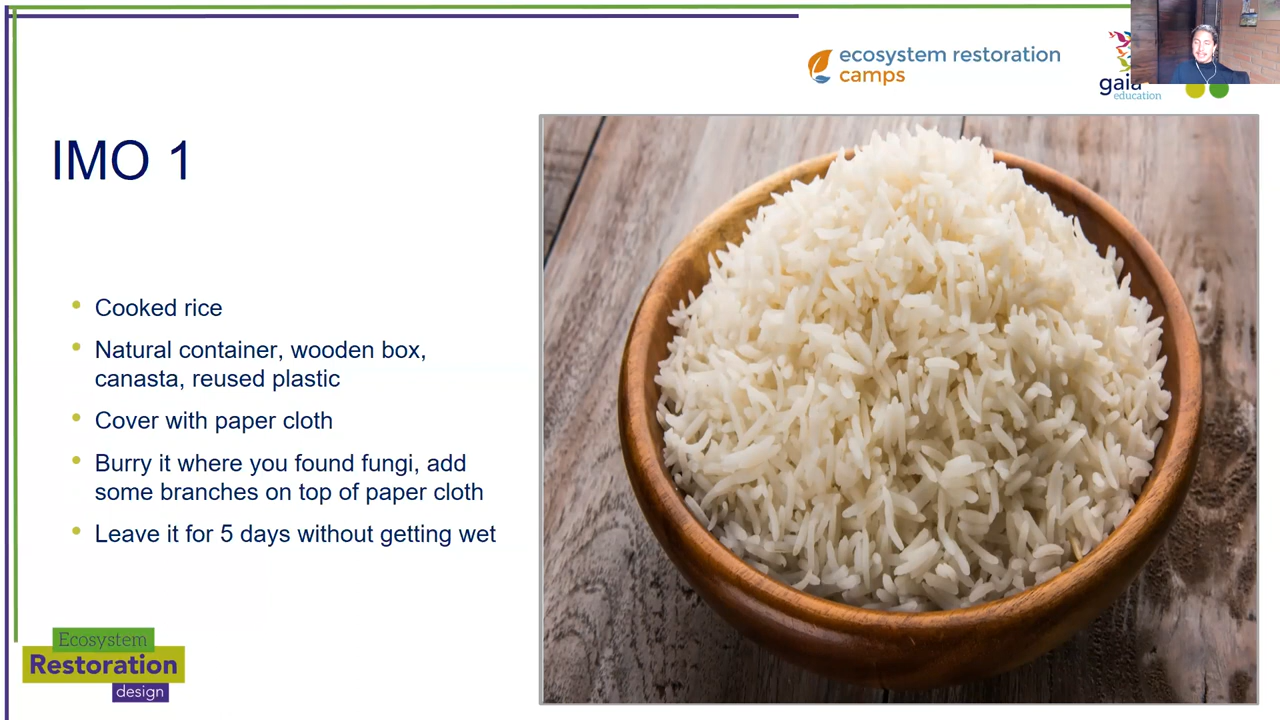 ecosystem restoration
camps
gaia
education
IMO 1
Cooked rice
Natural container, wooden box,
canasta, reused plastic
Cover with paper cloth
Burry it where you found fungi, add
some branches on top of paper cloth
Leave it for 5 days without getting wet
Ecosystem
Restoration
design